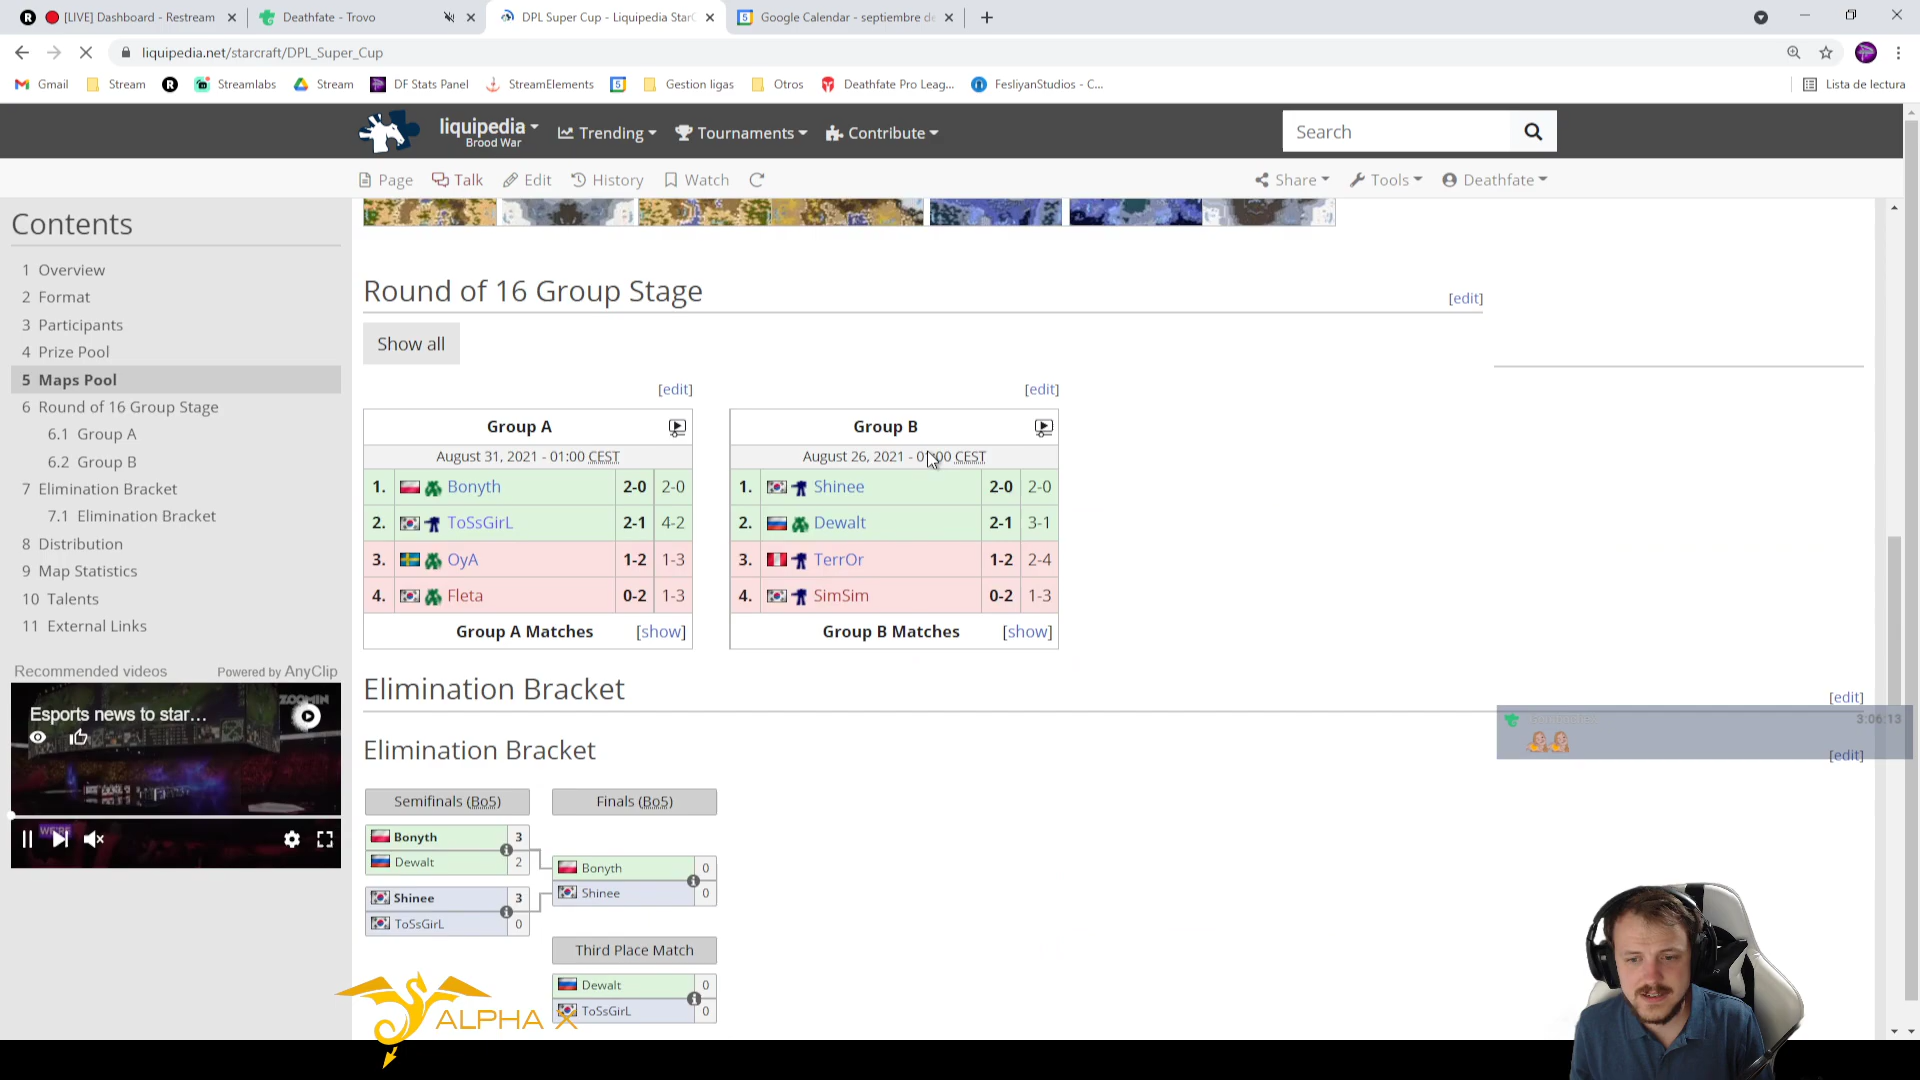 [LIVE] Dashboard - Restream
Deathfate - Trovo
DPL Super Cup - Liquipedia Star
Google Calendar - septiembre de
liquipedia.net/starcraft/DPL_Super_Cup
Gmail
Stream
Streamlabs
Stream
DF Stats Panel
StreamElements
Gestion ligas
Otros
Deathfate Pro Leag...
FesliyanStudios - C...
Lista de lectura
liquipedia
Brood War
Trending
Tournaments
Contribute
Search
Page
Talk
Edit
History
Watch
Share
Tools
Deathfate
Contents
1 Overview
2 Format
3 Participants
4 Prize Pool
5 Maps Pool
6 Round of 16 Group Stage
6.1 Group A
6.2 Group B
7 Elimination Bracket
7.1 Elimination Bracket
8 Distribution
9 Map Statistics
10 Talents
11 External Links
Recommended videos
Powered by AnyClip
Esports news to star...
ZOOMIN
Round of 16 Group Stage
[edit]
Show all
[edit]
Group A
August 31, 2021 - 01:00 CEST
1. Bonyth 2-0 2-0
2. ToSsGirL 2-1 4-2
3. OyA 1-2 1-3
4. Fleta 0-2 1-3
Group A Matches [show]
[edit]
Group B
August 26, 2021 - 01:00 CEST
1. Shinee 2-0 2-0
2. Dewalt 2-1 3-1
3. TerrOr 1-2 2-4
4. SimSim 0-2 1-3
Group B Matches [show]
Elimination Bracket
[edit]
3:06:13
Elimination Bracket
[edit]
Semifinals (Bo5)
Finals (Bo5)
Bonyth 3
Dewalt 2
Shinee 3
ToSsGirL 0
Bonyth 0
Shinee 0
Third Place Match
Dewalt 0
ToSsGirL 0
ALPHA X